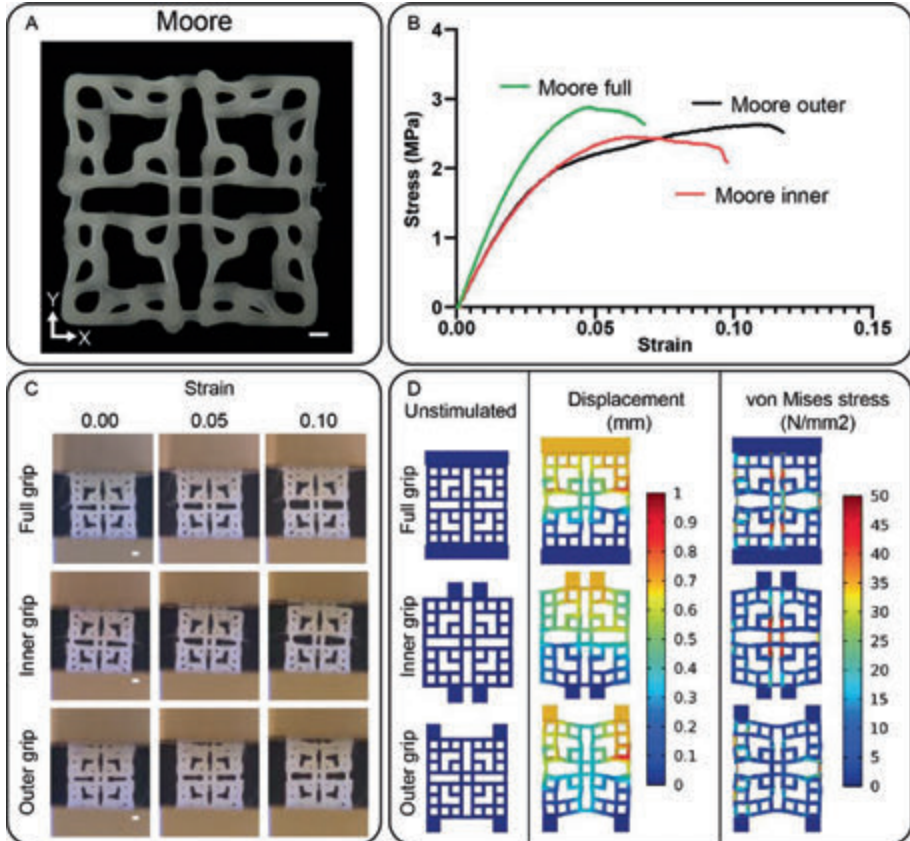 A
Moore
Y
X
B
Stress (MPa)
4
3
2
1
0
Moore full
Moore outer
Moore inner
0.00
0.05
0.10
0.15
Strain
C
Strain
0.00
0.05
0.10
Full grip
Inner grip
Outer grip
D
Unstimulated
Displacement
(mm)
von Mises stress
(N/mm2)
Full grip
Inner grip
Outer grip
1
0.9
0.8
0.7
0.6
0.5
0.4
0.3
0.2
0.1
0
50
45
40
35
30
25
20
15
10
5
0